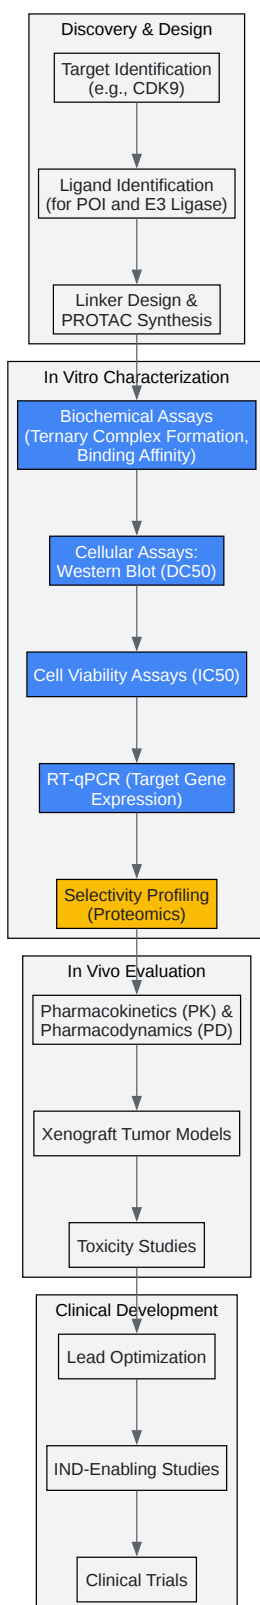 Discovery & Design
Target Identification
(e.g., CDK9)
Ligand Identification
(for POI and E3 Ligase)
Linker Design &
PROTAC Synthesis
In Vitro Characterization
Biochemical Assays
(Ternary Complex Formation,
Binding Affinity)
Cellular Assays:
Western Blot (DC50)
Cell Viability Assays (IC50)
RT-qPCR (Target Gene
Expression)
Selectivity Profiling
(Proteomics)
In Vivo Evaluation
Pharmacokinetics (PK) &
Pharmacodynamics (PD)
Xenograft Tumor Models
Toxicity Studies
Clinical Development
Lead Optimization
IND-Enabling Studies
Clinical Trials